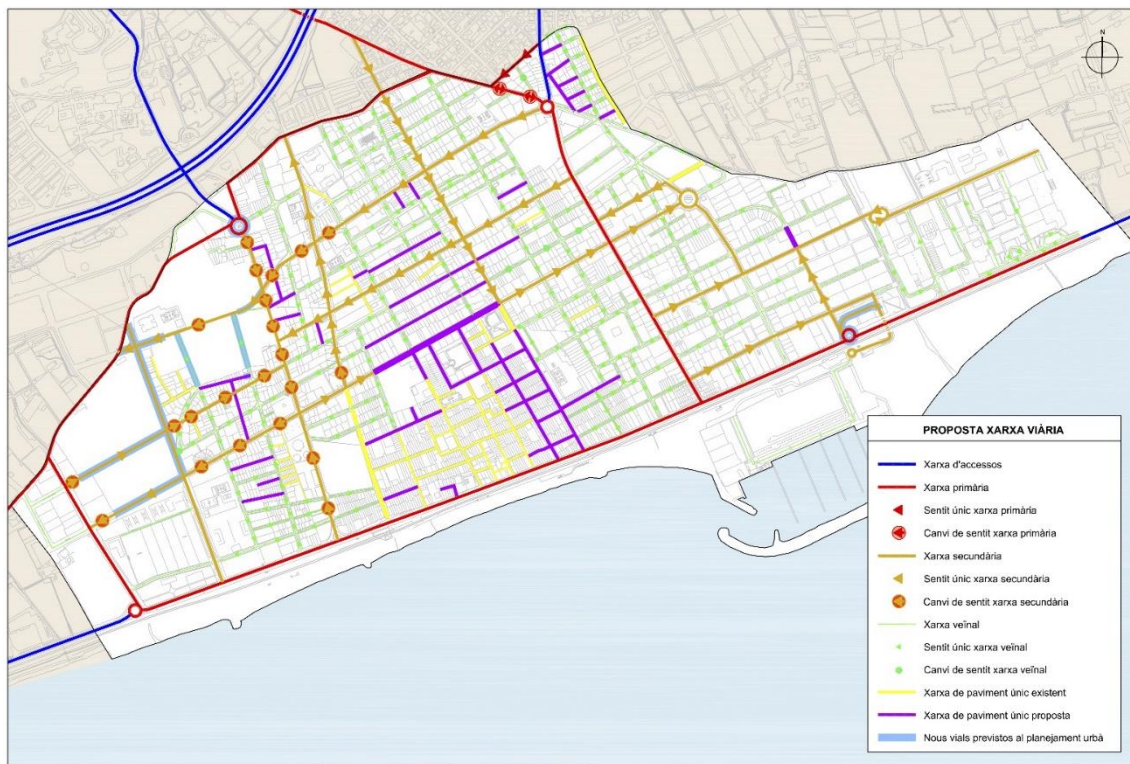 N
PROPOSTA XARXA VIÀRIA
Xarxa d'accessos
Xarxa primària
Sentit únic xarxa primària
Canvi de sentit xarxa primària
Xarxa secundària
Sentit únic xarxa secundària
Canvi de sentit xarxa secundària
Xarxa veïnal
Sentit únic xarxa veïnal
Canvi de sentit xarxa veïnal
Xarxa de paviment únic existent
Xarxa de paviment únic proposta
Nous vials previstos al planejament urbà